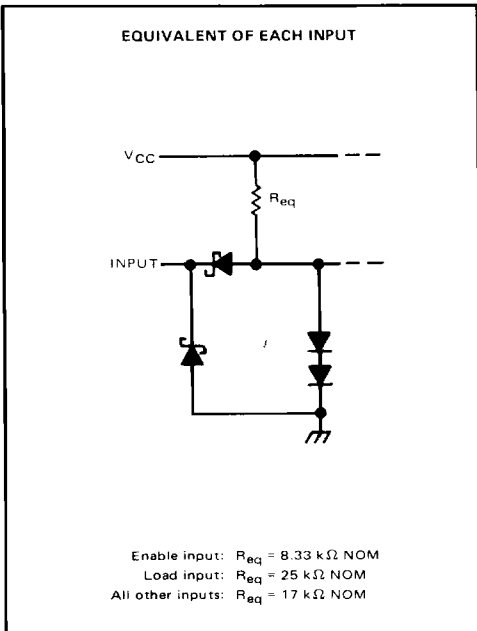 EQUIVALENT OF EACH INPUT
VCC
Req
INPUT
Enable input: Req = 8.33 kΩ NOM
Load input: Req = 25 kΩ NOM
All other inputs: Req = 17 kΩ NOM